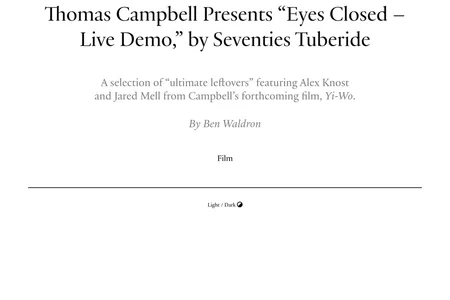 Thomas Campbell Presents “Eyes Closed –
Live Demo,” by Seventies Tuberide
A selection of “ultimate leftovers” featuring Alex Knost
and Jared Mell from Campbell’s forthcoming film, Yi-Wo.
By Ben Waldron
Film
Light / Dark